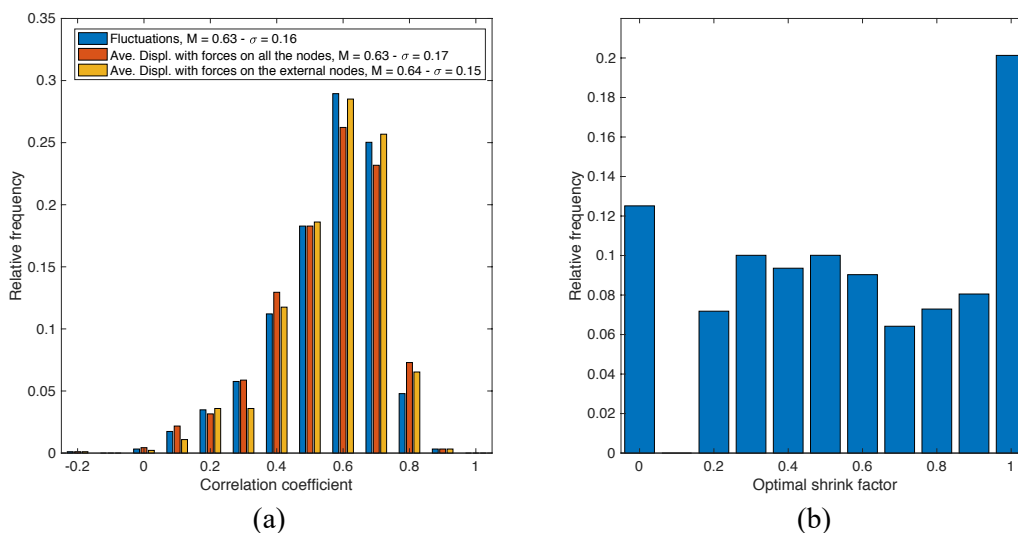 0.35
0.3
0.25
0.2
0.15
0.1
0.05
0
Relative frequency
Fluctuations, M = 0.63 - σ = 0.16
Ave. Displ. with forces on all the nodes, M = 0.63 - σ = 0.17
Ave. Displ. with forces on the external nodes, M = 0.64 - σ = 0.15
-0.2 0 0.2 0.4 0.6 0.8 1
Correlation coefficient
(a)
0.2
0.18
0.16
0.14
0.12
0.1
0.08
0.06
0.04
0.02
0
Relative frequency
0 0.2 0.4 0.6 0.8 1
Optimal shrink factor
(b)